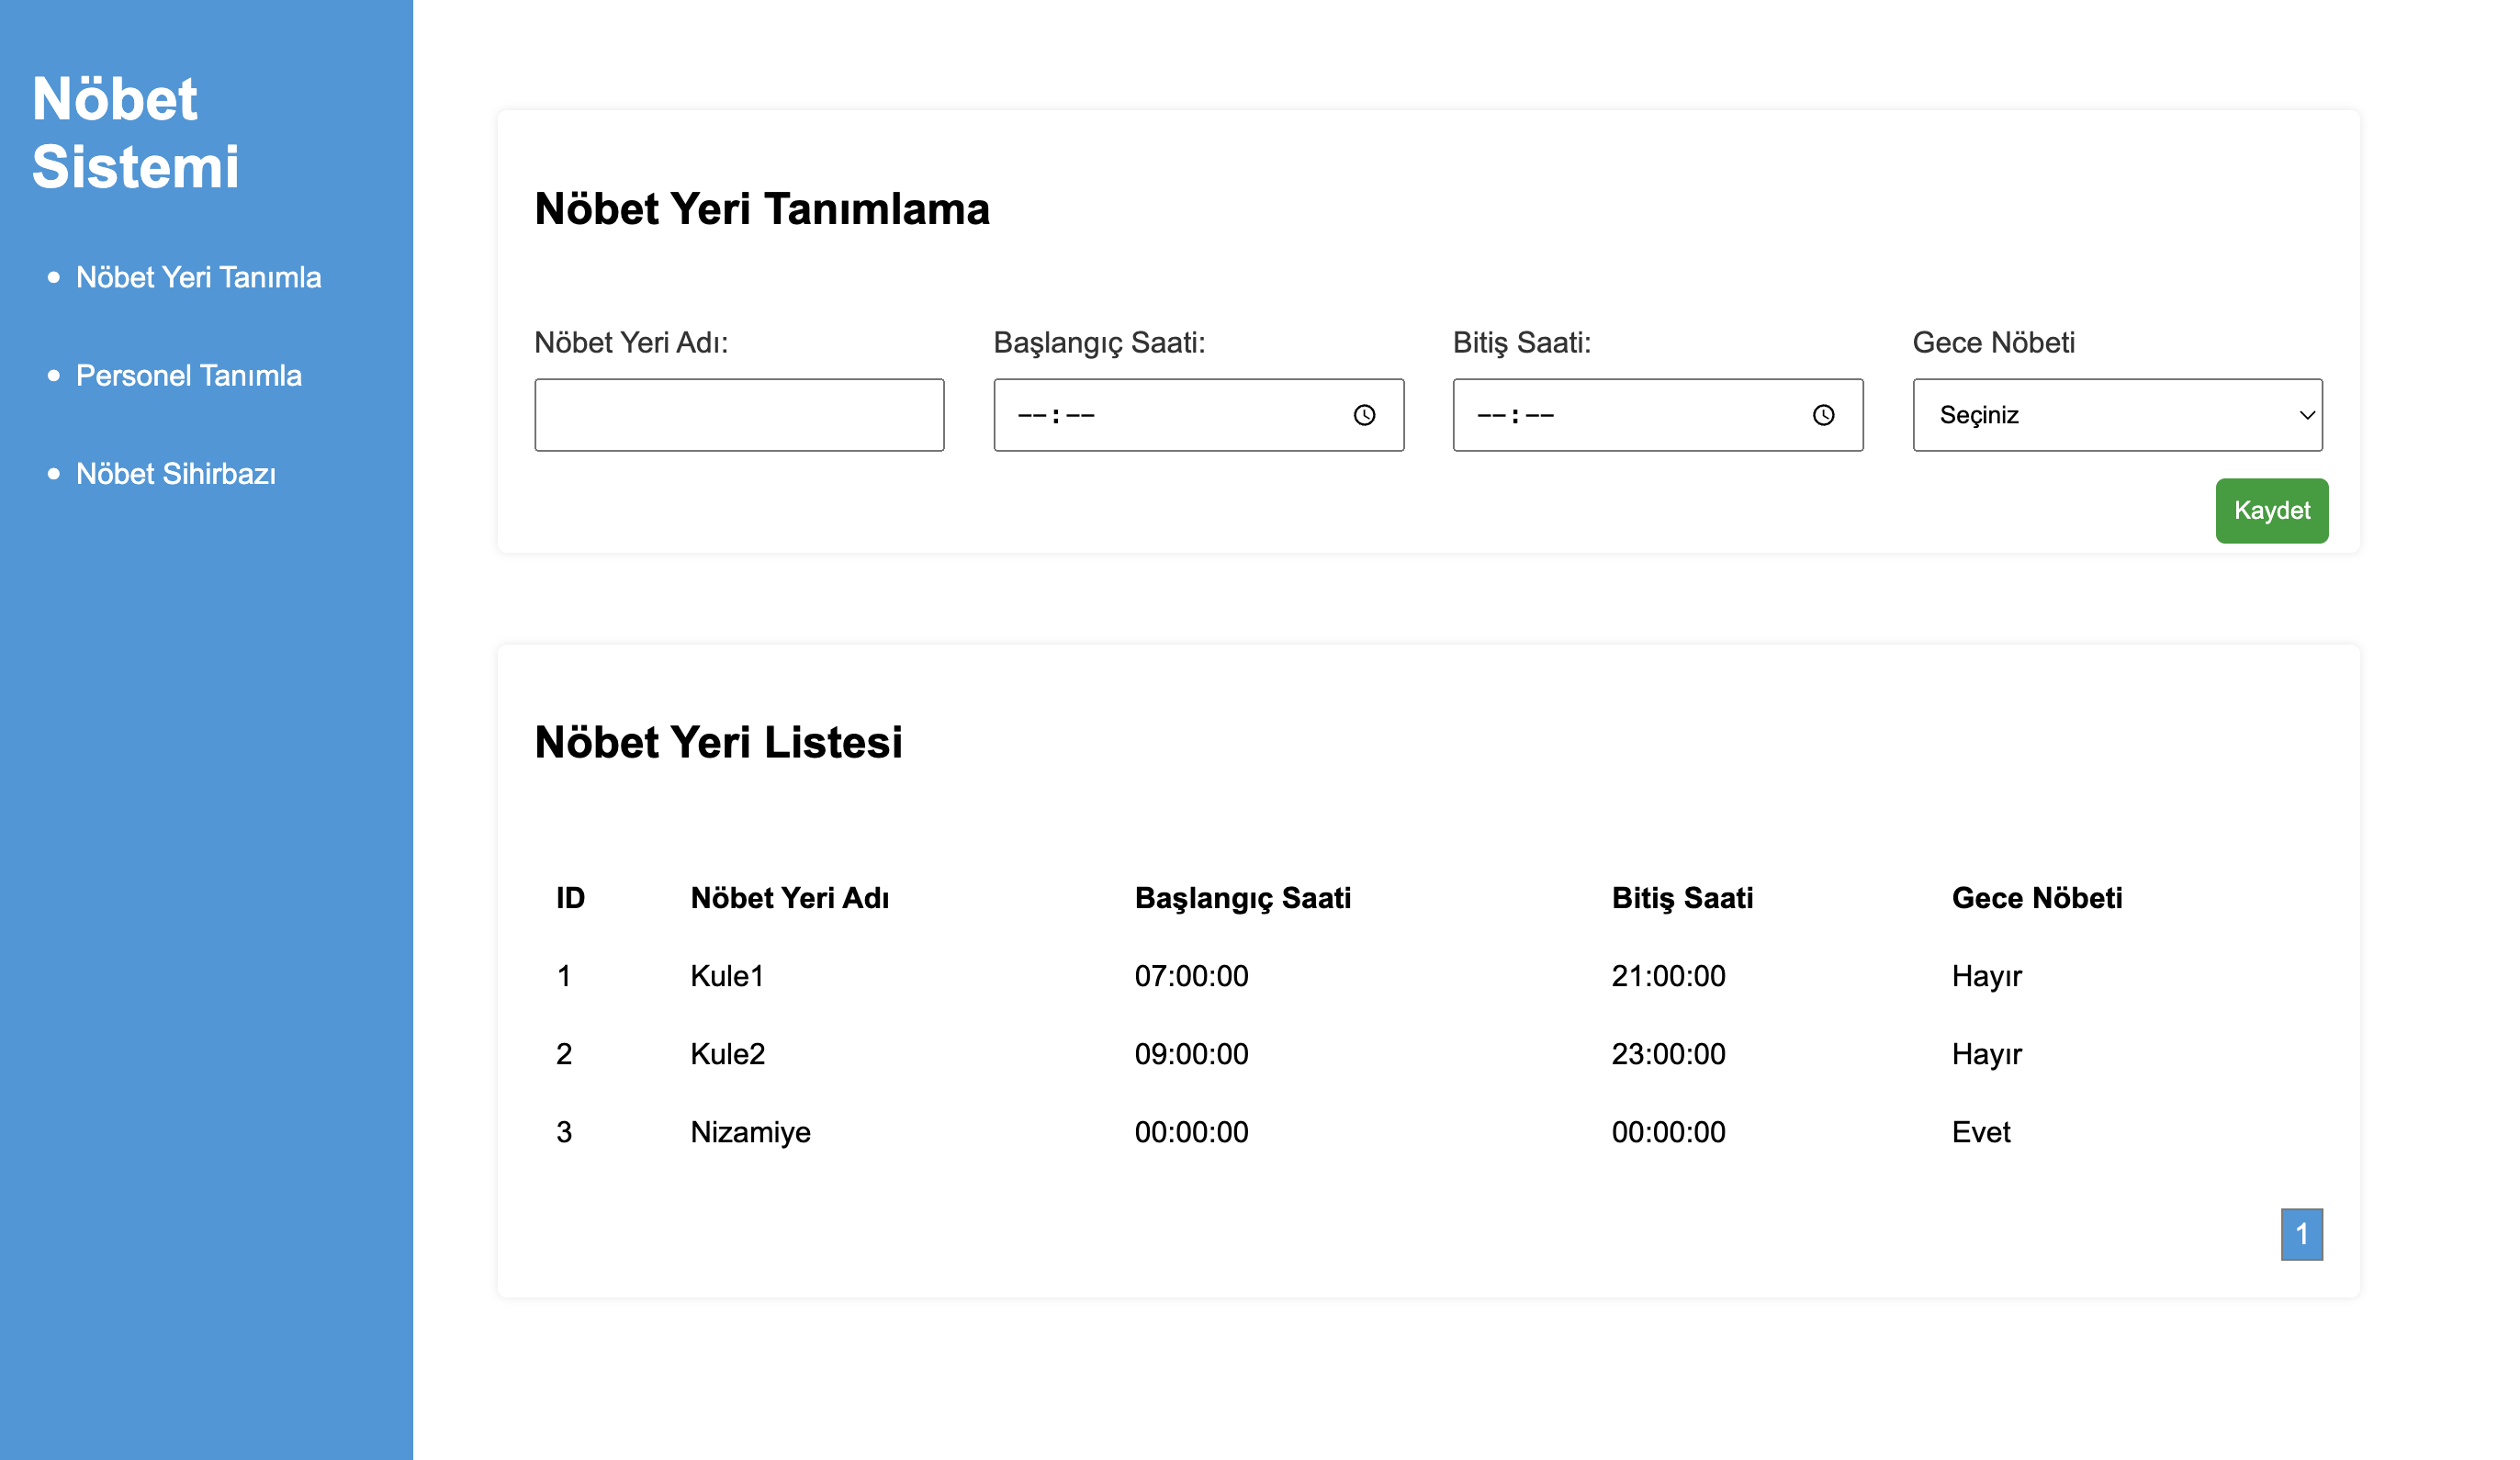 Nöbet
Sistemi
Nöbet Yeri Tanımla
Personel Tanımla
Nöbet Sihirbazı
Nöbet Yeri Tanımlama
Nöbet Yeri Adı: Başlangıç Saati: Bitiş Saati: Gece Nöbeti
--:-- --:-- Seçiniz
Kaydet
Nöbet Yeri Listesi
ID Nöbet Yeri Adı Başlangıç Saati Bitiş Saati Gece Nöbeti
1 Kule1 07:00:00 21:00:00 Hayır
2 Kule2 09:00:00 23:00:00 Hayır
3 Nizamiye 00:00:00 00:00:00 Evet
1